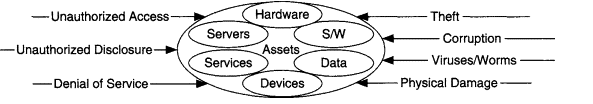 Unauthorized Access
Hardware
Theft
Servers
S/W
Corruption
Unauthorized Disclosure
Assets
Services
Data
Viruses/Worms
Denial of Service
Devices
Physical Damage